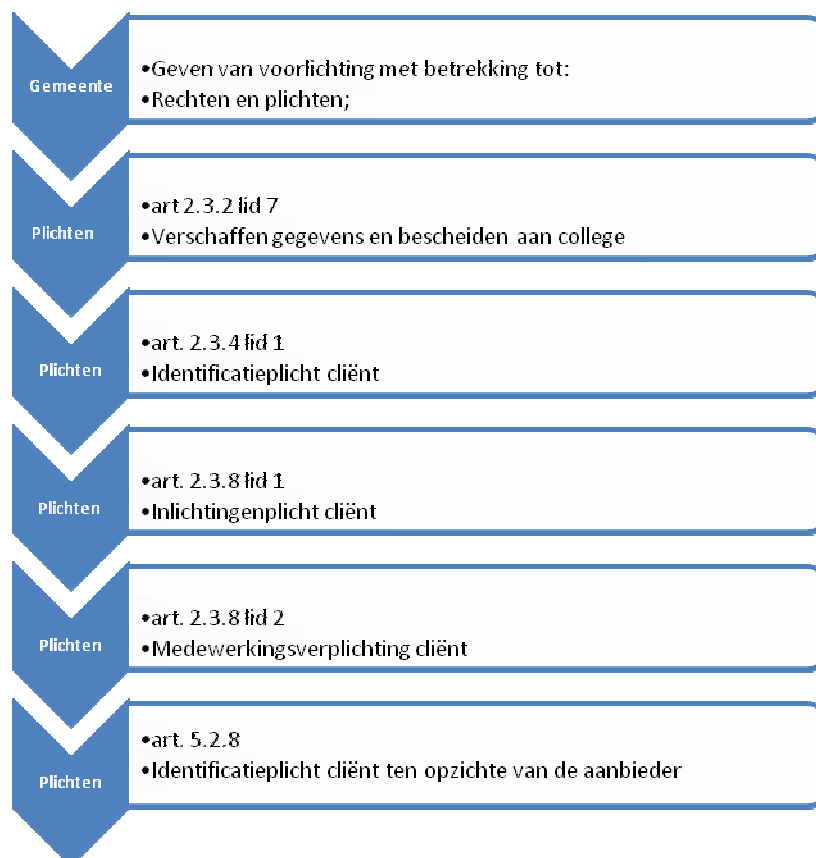 Gemeente
•Geven van voorlichting met betrekking tot:
•Rechten en plichten;
Plichten
•art 2.3.2 lid 7
•Verschaffen gegevens en bescheiden aan college
Plichten
•art. 2.3.4 lid 1
•Identificatieplicht cliënt
Plichten
•art. 2.3.8 lid 1
•Inlichtingenplicht cliënt
Plichten
•art. 2.3.8 lid 2
•Medewerkingsverplichting cliënt
Plichten
•art. 5.2.8
•Identificatieplicht cliënt ten opzichte van de aanbieder